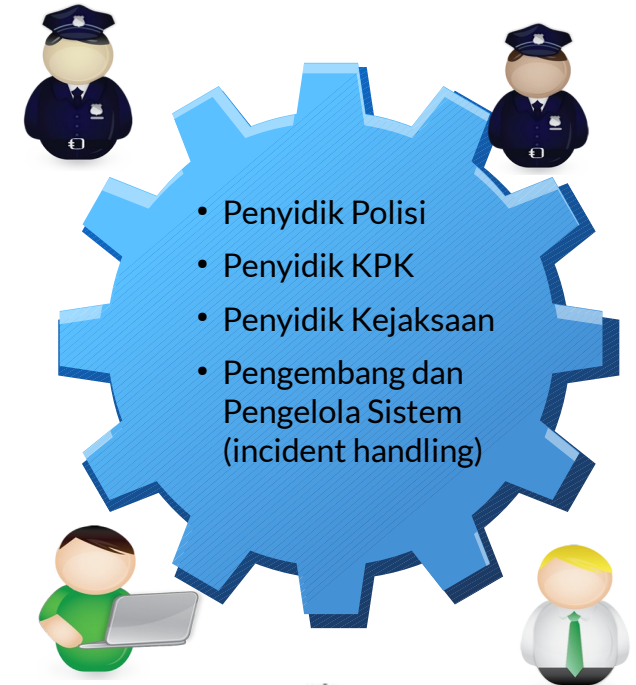 • Penyidik Polisi
• Penyidik KPK
• Penyidik Kejaksaan
• Pengembang dan
Pengelola Sistem
(incident handling)